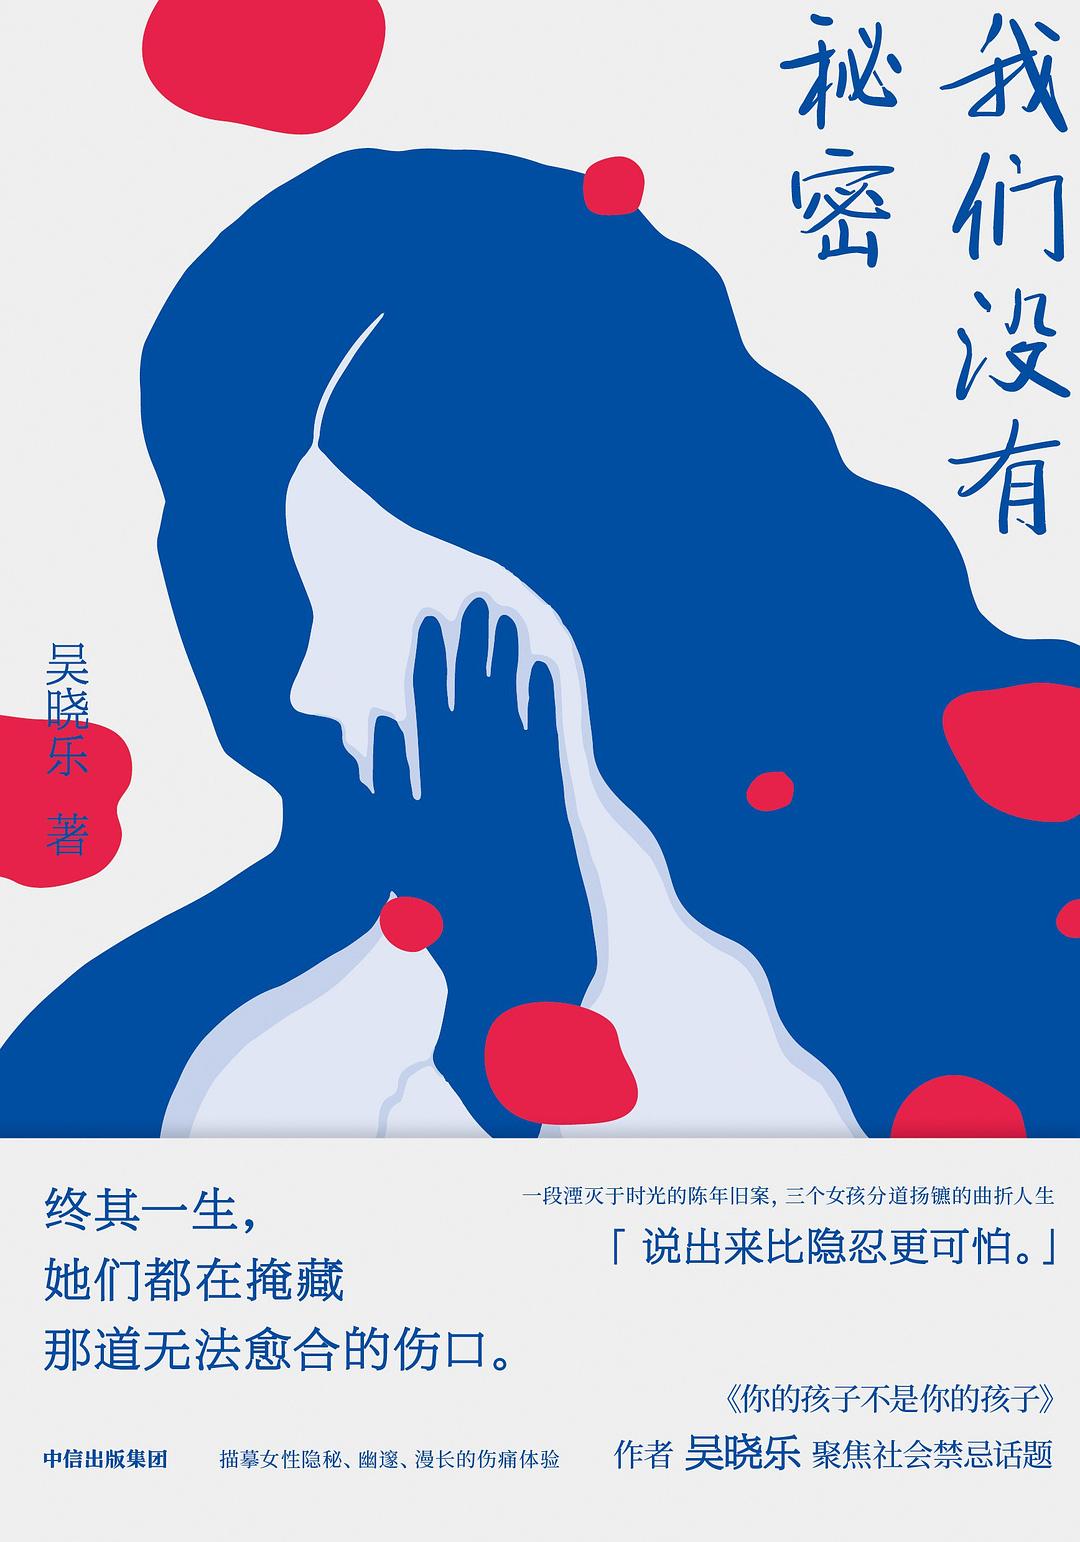 我们没有
秘密
吴晓乐 著
终其一生，
她们都在掩藏
那道无法愈合的伤口。
一段湮灭于时光的陈年旧案，三个女孩分道扬镳的曲折人生
「说出来比隐忍更可怕。」
《你的孩子不是你的孩子》
作者 吴晓乐 聚焦社会禁忌话题
中信出版集团
描摹女性隐秘、幽邃、漫长的伤痛体验